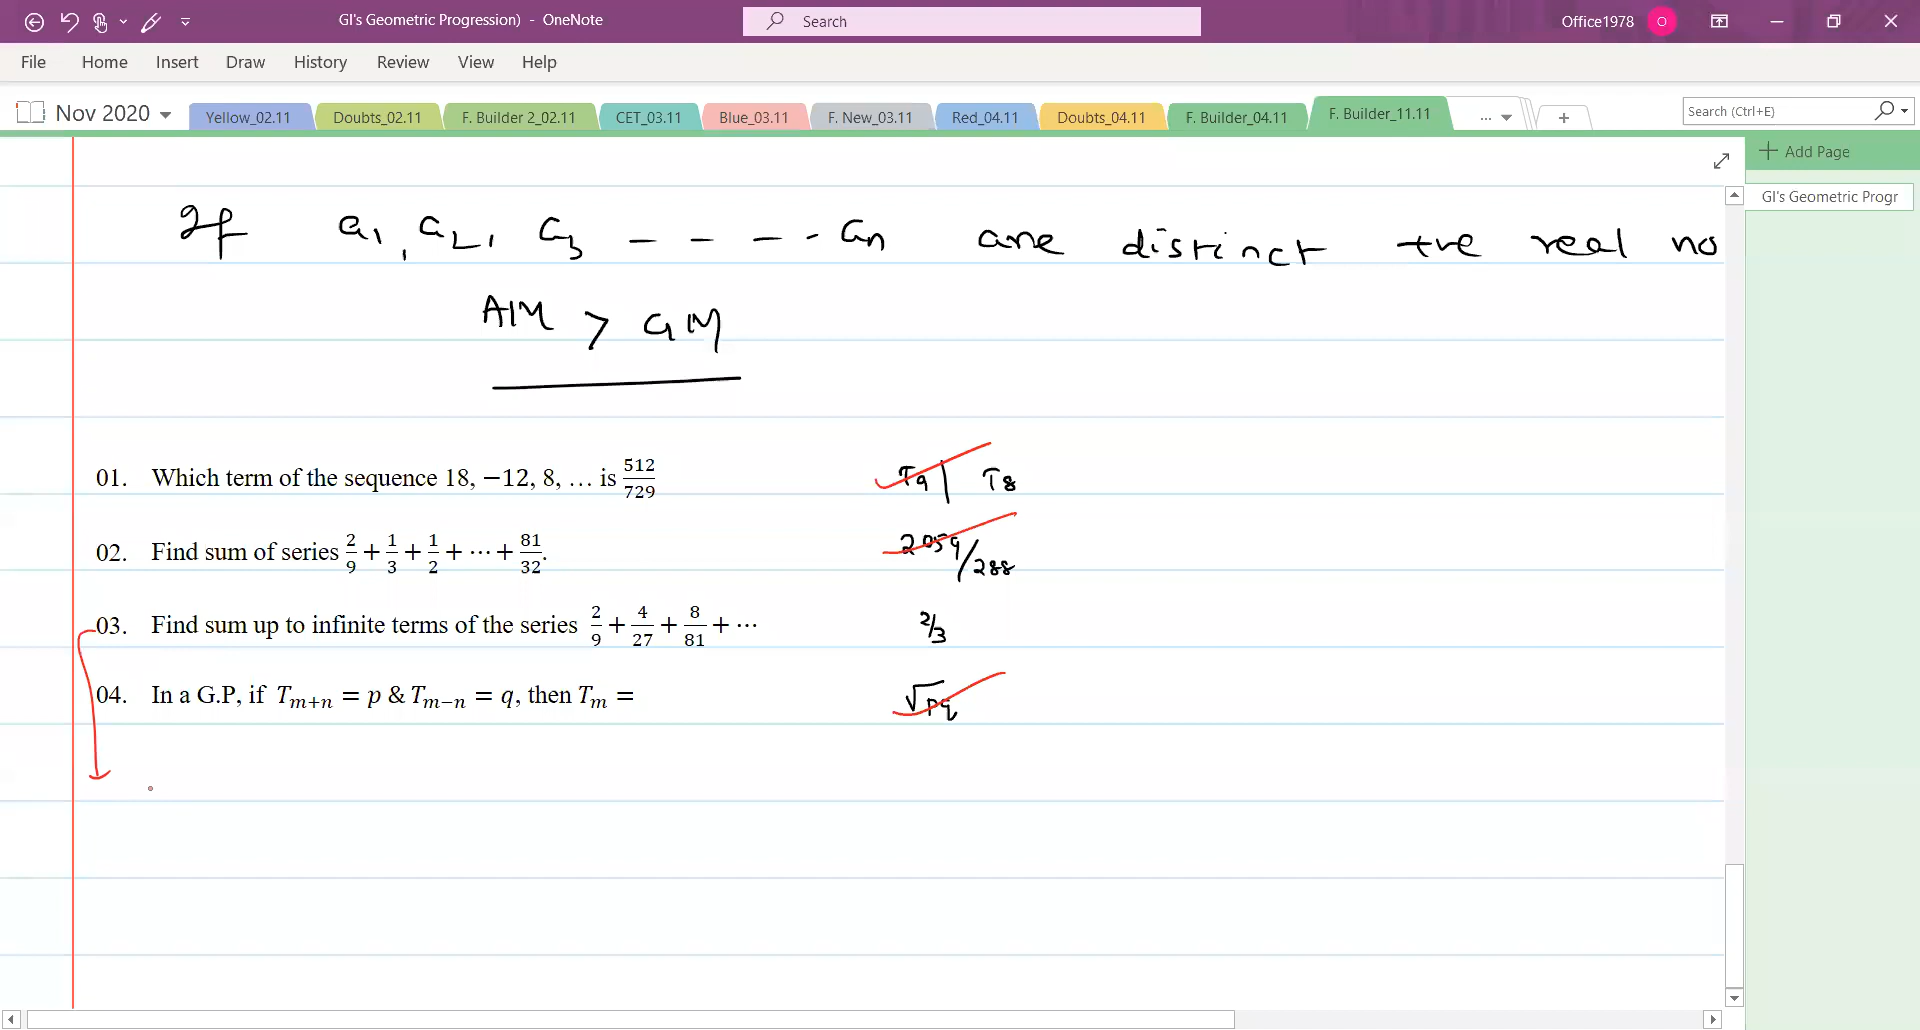 GI's Geometric Progression) - OneNote
Search
Office1978 O
File Home Insert Draw History Review View Help
Nov 2020
Yellow_02.11 Doubts_02.11 F. Builder 2_02.11 CET_03.11 Blue_03.11 F. New_03.11 Red_04.11 Doubts_04.11 F. Builder_04.11 F. Builder_11.11 ... +
Search (Ctrl+E)
+ Add Page
GI's Geometric Progr
If a1, a2, a3 - - - - an are distinct +ve real no
AM > GM
01. Which term of the sequence 18, −12, 8, … is 512/729 T9 | T8
02. Find sum of series 2/9 + 1/3 + 1/2 + ⋯ + 81/32. 2059/288
03. Find sum up to infinite terms of the series 2/9 + 4/27 + 8/81 + ⋯ 2/3
04. In a G.P, if Tm+n = p & Tm−n = q, then Tm = √pq